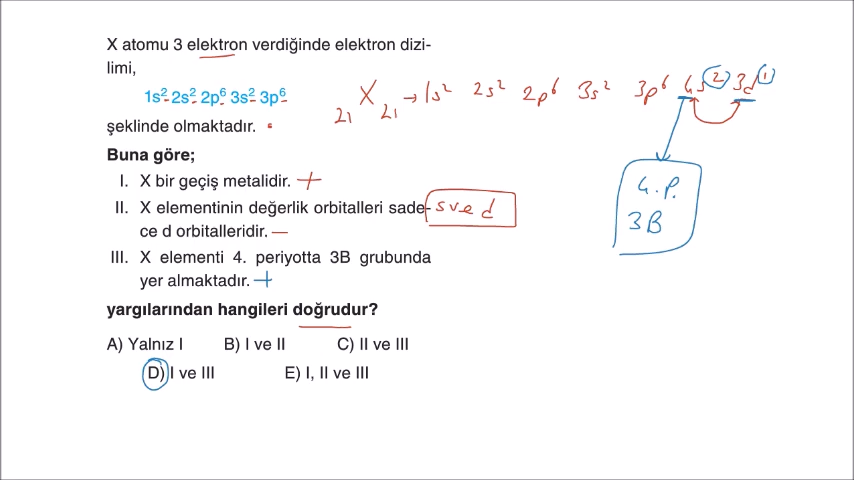 X atomu 3 elektron verdiğinde elektron dizi-
limi,
1s² 2s² 2p⁶ 3s² 3p⁶
şeklinde olmaktadır.
₂₁X₂₁ → 1s² 2s² 2p⁶ 3s² 3p⁶ 4s² 3d¹
Buna göre;
I. X bir geçiş metalidir. +
II. X elementinin değerlik orbitalleri sade-
ce d orbitalleridir. —
s ve d
III. X elementi 4. periyotta 3B grubunda
yer almaktadır. +
4.P.
3B
yargılarından hangileri doğrudur?
A) Yalnız I B) I ve II C) II ve III
D) I ve III E) I, II ve III